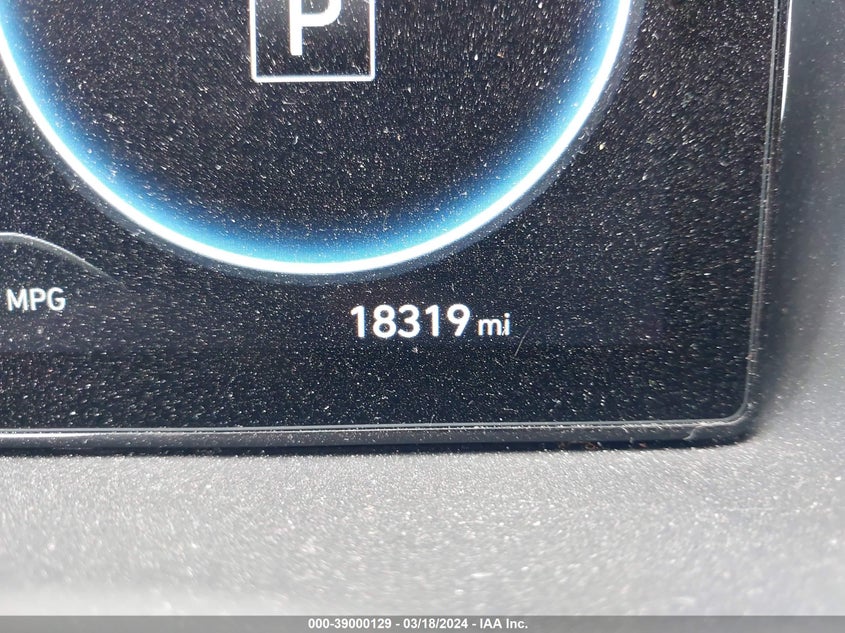 P
MPG
18319 mi
000-39000129 - 03/18/2024 - IAA Inc.